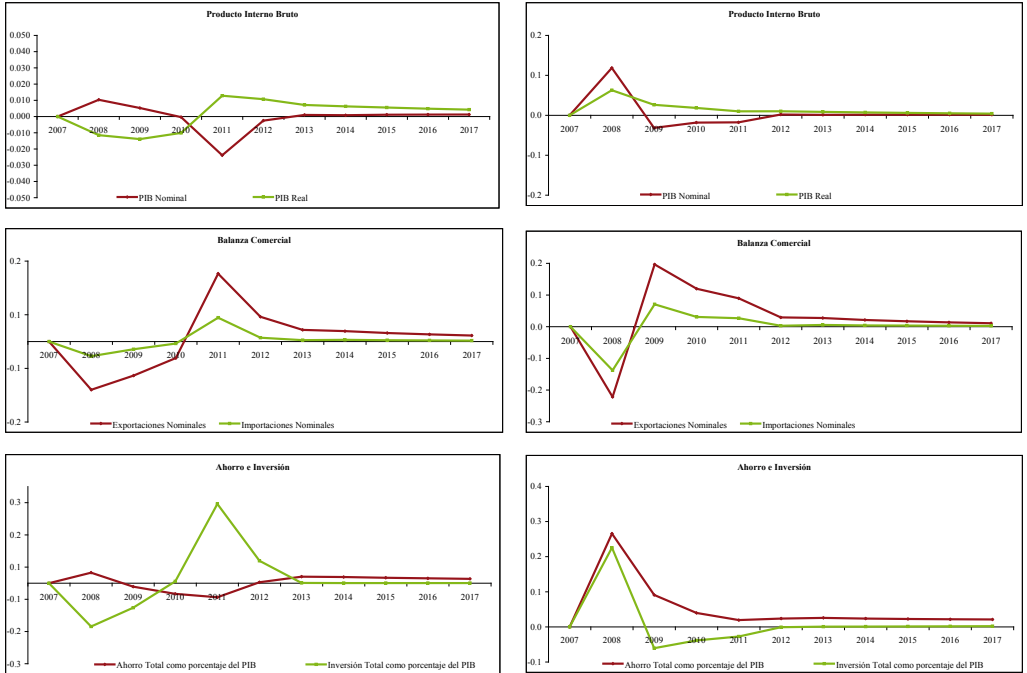 Producto Interno Bruto
0.050
0.040
0.030
0.020
0.010
0.000
-0.010
-0.020
-0.030
-0.040
-0.050
2007 2008 2009 2010 2011 2012 2013 2014 2015 2016 2017
PIB Nominal PIB Real
Producto Interno Bruto
0.2
0.1
0.0
-0.1
-0.2
2007 2008 2009 2010 2011 2012 2013 2014 2015 2016 2017
PIB Nominal PIB Real
Balanza Comercial
0.2
0.1
-0.1
-0.2
2007 2008 2009 2010 2011 2012 2013 2014 2015 2016 2017
Exportaciones Nominales Importaciones Nominales
Balanza Comercial
0.2
0.1
0.0
-0.1
-0.2
-0.3
2007 2008 2009 2010 2011 2012 2013 2014 2015 2016 2017
Exportaciones Nominales Importaciones Nominales
Ahorro e Inversión
0.3
0.2
0.1
-0.1
-0.2
-0.3
2007 2008 2009 2010 2011 2012 2013 2014 2015 2016 2017
Ahorro Total como porcentaje del PIB Inversión Total como porcentaje del PIB
Ahorro e Inversión
0.4
0.3
0.2
0.1
0.0
-0.1
2007 2008 2009 2010 2011 2012 2013 2014 2015 2016 2017
Ahorro Total como porcentaje del PIB Inversión Total como porcentaje del PIB